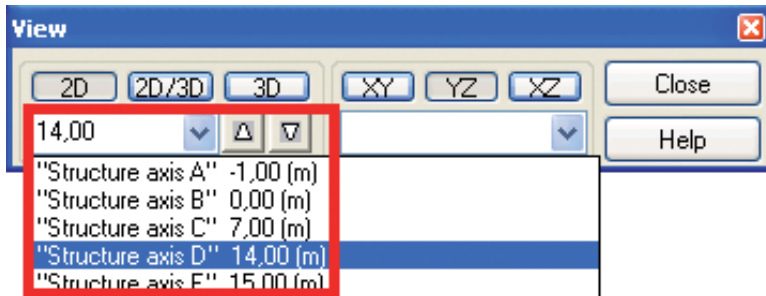 View
2D 2D/3D 3D XY YZ XZ Close
14,00 Help
"Structure axis A" -1,00 (m)
"Structure axis B" 0,00 (m)
"Structure axis C" 7,00 (m)
"Structure axis D" 14,00 (m)
"Structure axis E" 15,00 (m)